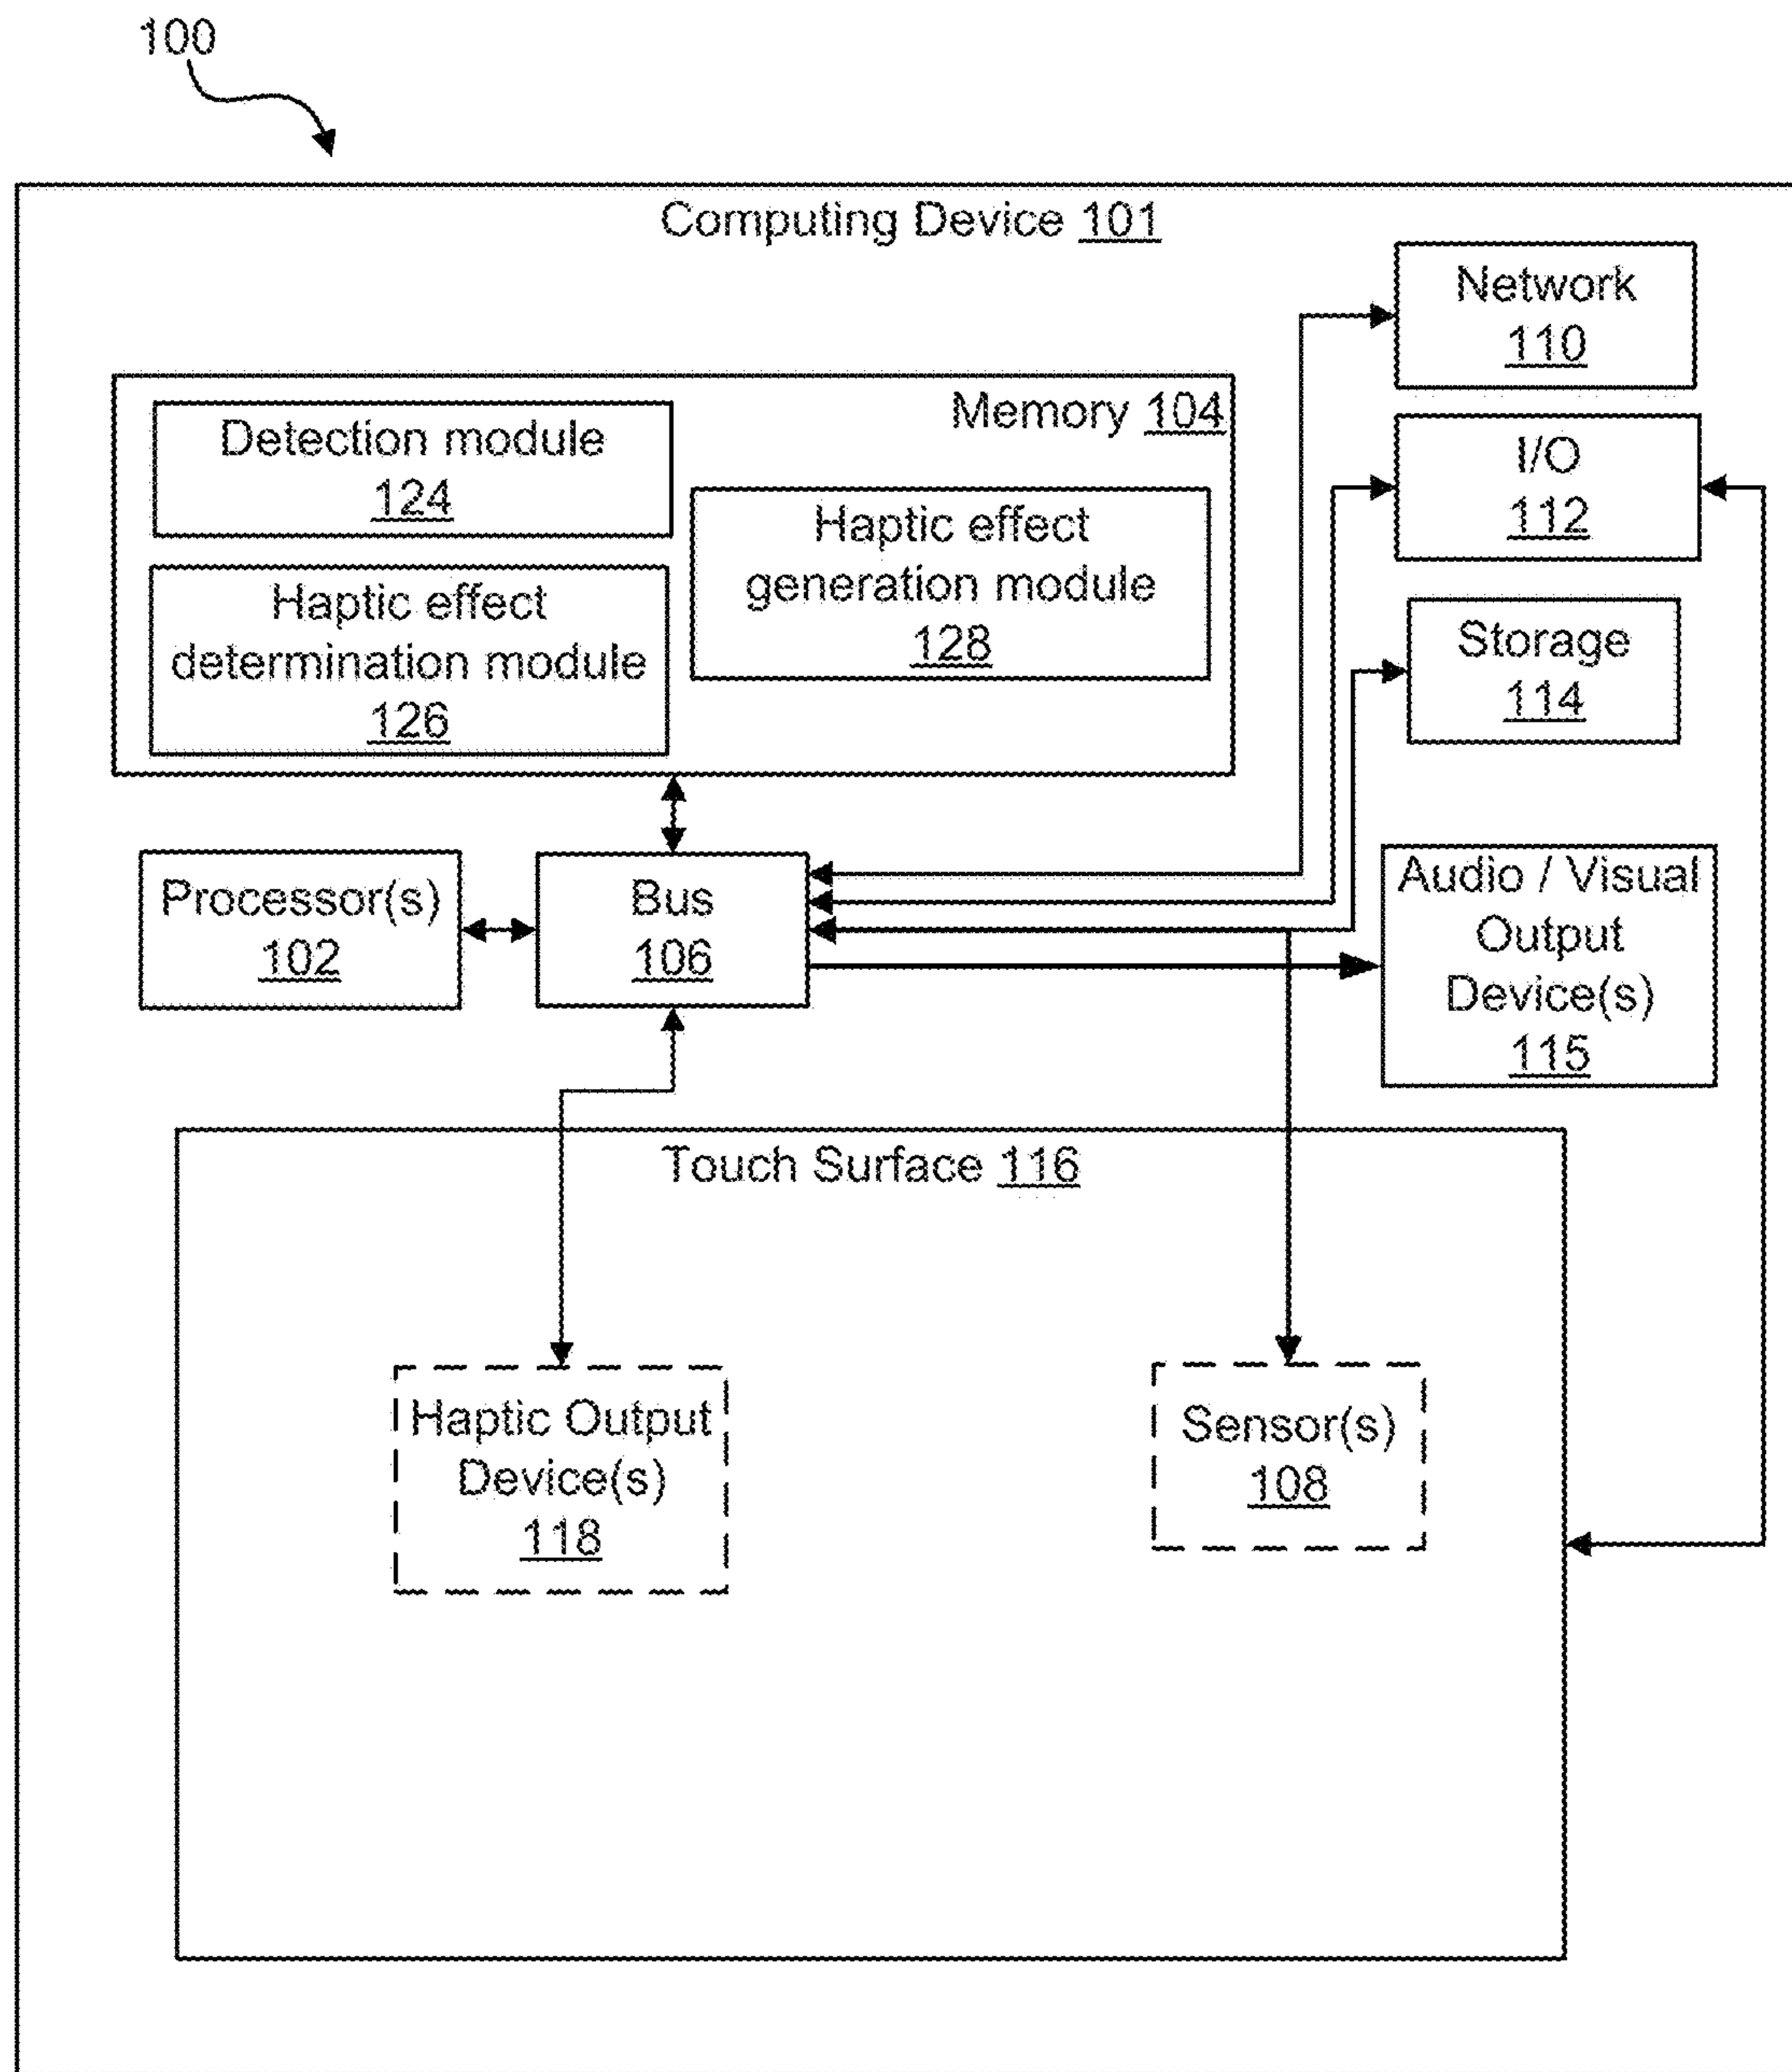 100
Computing Device 101
Network
110
Memory 104
Detection module
124
I/O
112
Haptic effect
generation module
128
Haptic effect
determination module
126
Storage
114
Processor(s)
102
Bus
106
Audio / Visual
Output
Device(s)
115
Touch Surface 116
Haptic Output
Device(s)
118
Sensor(s)
108